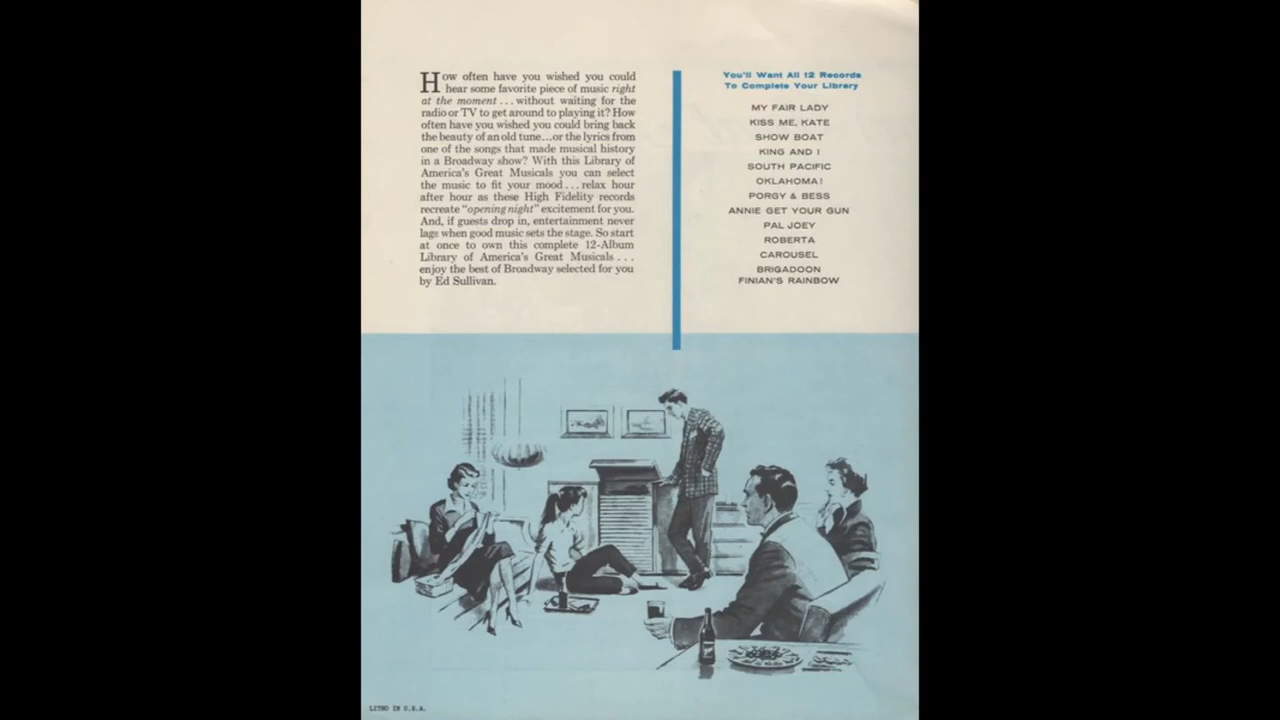 How often have you wished you could
hear some favorite piece of music right
at the moment . . . without waiting for the
radio or TV to get around to playing it? How
often have you wished you could bring back
the beauty of an old tune...or the lyrics from
one of the songs that made musical history
in a Broadway show? With this Library of
America's Great Musicals you can select
the music to fit your mood . . . relax hour
after hour as these High Fidelity records
recreate "opening night" excitement for you.
And, if guests drop in, entertainment never
lags when good music sets the stage. So start
at once to own this complete 12-Album
Library of America's Great Musicals . . .
enjoy the best of Broadway selected for you
by Ed Sullivan.
You'll Want All 12 Records
To Complete Your Library
MY FAIR LADY
KISS ME, KATE
SHOW BOAT
KING AND I
SOUTH PACIFIC
OKLAHOMA!
PORGY & BESS
ANNIE GET YOUR GUN
PAL JOEY
ROBERTA
CAROUSEL
BRIGADOON
FINIAN'S RAINBOW
LITHO IN U.S.A.